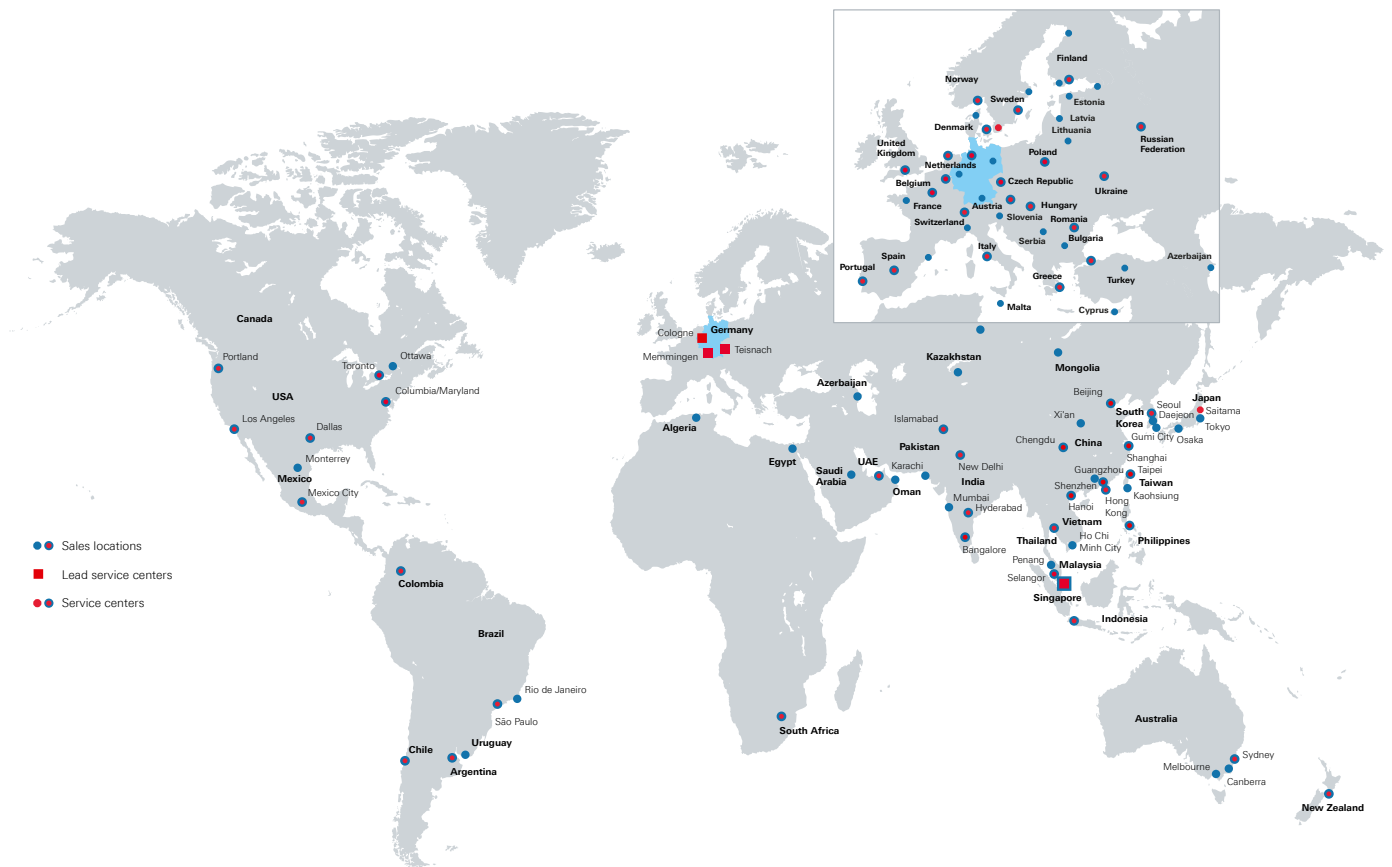 Finland
Norway
Sweden
Estonia
Latvia
Denmark
Lithuania
Russian
Federation
United
Kingdom
Poland
Netherlands
Belgium
Czech Republic
Ukraine
France
Austria
Hungary
Slovenia
Switzerland
Romania
Serbia
Bulgaria
Italy
Spain
Azerbaijan
Portugal
Greece
Turkey
Malta
Cyprus
Canada
Portland
Ottawa
Toronto
Columbia/Maryland
USA
Los Angeles
Dallas
Monterrey
Mexico
Mexico City
Sales locations
Lead service centers
Service centers
Colombia
Brazil
Rio de Janeiro
São Paulo
Uruguay
Chile
Argentina
Cologne
Germany
Memmingen
Teisnach
Kazakhstan
Mongolia
Azerbaijan
Algeria
Egypt
Saudi
Arabia
UAE
Oman
Karachi
Islamabad
Pakistan
New Delhi
India
Mumbai
Hyderabad
Bangalore
Beijing
Xi'an
Chengdu
China
South
Korea
Seoul
Daejeon
Gumi City
Japan
Saitama
Tokyo
Osaka
Shanghai
Guangzhou
Taipei
Taiwan
Shenzhen
Kaohsiung
Hanoi
Hong
Kong
Vietnam
Thailand
Ho Chi
Minh City
Philippines
Penang
Malaysia
Selangor
Singapore
Indonesia
South Africa
Australia
Sydney
Melbourne
Canberra
New Zealand